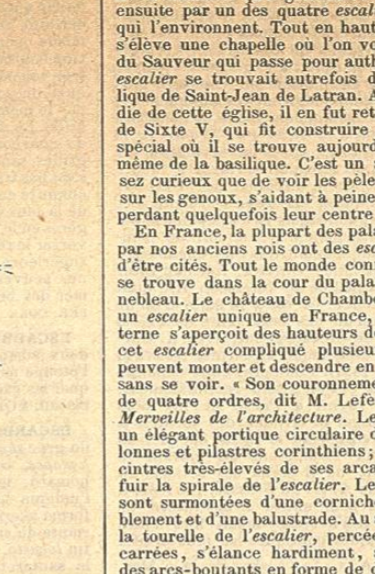 ensuite par un des quatre escal
qui l'environnent. Tout en haut
s'élève une chapelle où l'on vo
du Sauveur qui passe pour auth
escalier se trouvait autrefois d
lique de Saint-Jean de Latran. A
die de cette église, il en fut ret
de Sixte V, qui fit construire
spécial où il se trouve aujourd
même de la basilique. C'est un
sez curieux que de voir les pèle
sur les genoux, s'aidant à peine
perdant quelquefois leur centre
En France, la plupart des pala
par nos anciens rois ont des esc
d'être cités. Tout le monde con
se trouve dans la cour du pala
nebleau. Le château de Chambo
un escalier unique en France,
terne s'aperçoit des hauteurs d
cet escalier compliqué plusieu
peuvent monter et descendre en
sans se voir. « Son couronneme
de quatre ordres, dit M. Lefè
Merveilles de l'architecture. Le
un élégant portique circulaire c
lonnes et pilastres corinthiens;
cintres très-élevés de ses arca
fuir la spirale de l'escalier. Le
sont surmontées d'une cornich
blement et d'une balustrade. Au
la tourelle de l'escalier, percé
carrées, s'élance hardiment,
des arcs-boutants en forme de c